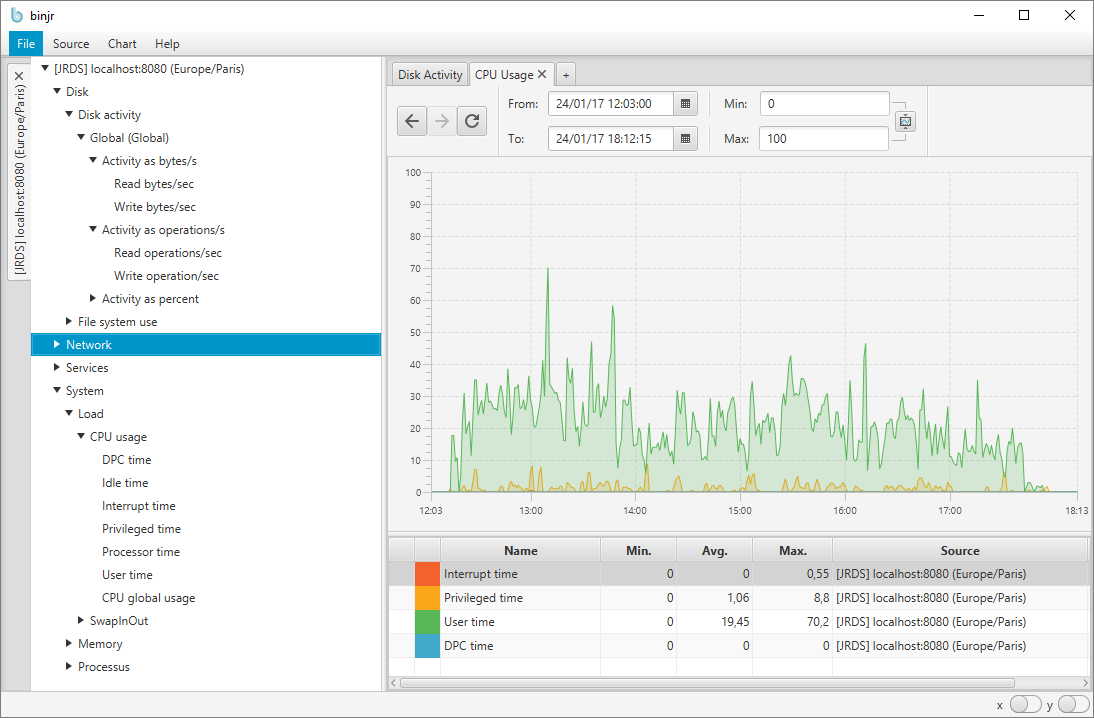 binjr
File Source Chart Help
[JRDS] localhost:8080 (Europe/Paris)
[JRDS] localhost:8080 (Europe/Paris)
Disk
Disk activity
Global (Global)
Activity as bytes/s
Read bytes/sec
Write bytes/sec
Activity as operations/s
Read operations/sec
Write operation/sec
Activity as percent
File system use
Network
Services
System
Load
CPU usage
DPC time
Idle time
Interrupt time
Privileged time
Processor time
User time
CPU global usage
SwapInOut
Memory
Processus
Disk Activity CPU Usage +
From: 24/01/17 12:03:00 Min: 0
To: 24/01/17 18:12:15 Max: 100
100
90
80
70
60
50
40
30
20
10
0
12:03 13:00 14:00 15:00 16:00 17:00 18:13
Name Min. Avg. Max. Source
Interrupt time 0 0 0,55 [JRDS] localhost:8080 (Europe/Paris)
Privileged time 0 1,06 8,8 [JRDS] localhost:8080 (Europe/Paris)
User time 0 19,45 70,2 [JRDS] localhost:8080 (Europe/Paris)
DPC time 0 0 0 [JRDS] localhost:8080 (Europe/Paris)
x y